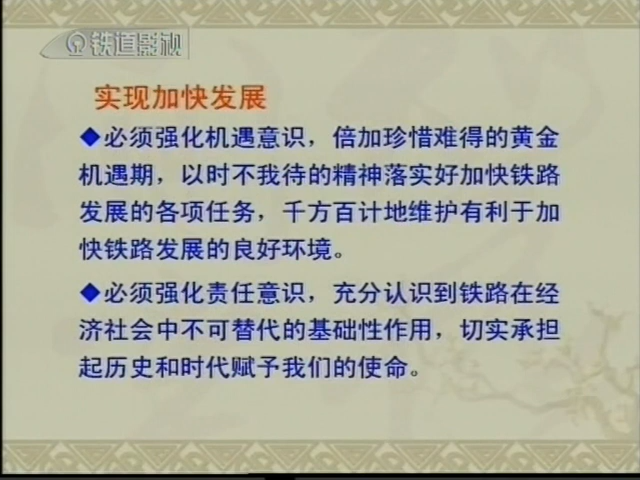 铁道影视
实现加快发展
◆必须强化机遇意识，倍加珍惜难得的黄金
机遇期，以时不我待的精神落实好加快铁路
发展的各项任务，千方百计地维护有利于加
快铁路发展的良好环境。
◆必须强化责任意识，充分认识到铁路在经
济社会中不可替代的基础性作用，切实承担
起历史和时代赋予我们的使命。